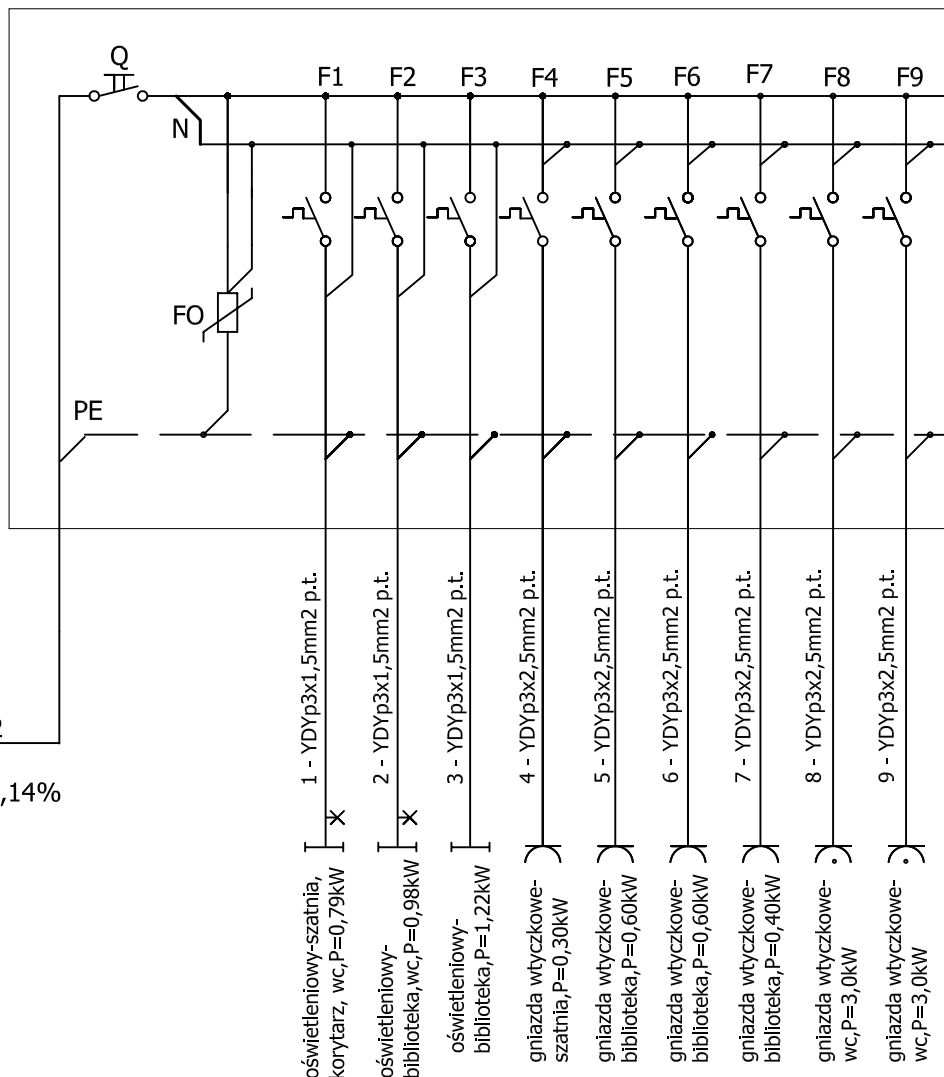 Q
F1
F2
F3
F4
F5
F6
F7
F8
F9
N
FO
PE
2
,14%
1 - YDYp3x1,5mm2 p.t.
2 - YDYp3x1,5mm2 p.t.
3 - YDYp3x1,5mm2 p.t.
4 - YDYp3x2,5mm2 p.t.
5 - YDYp3x2,5mm2 p.t.
6 - YDYp3x2,5mm2 p.t.
7 - YDYp3x2,5mm2 p.t.
8 - YDYp3x2,5mm2 p.t.
9 - YDYp3x2,5mm2 p.t.
oświetleniowy-szatnia,
korytarz, wc,P=0,79kW
oświetleniowy-
biblioteka,wc,P=0,98kW
oświetleniowy-
biblioteka,P=1,22kW
gniazda wtyczkowe-
szatnia,P=0,30kW
gniazda wtyczkowe-
biblioteka,P=0,60kW
gniazda wtyczkowe-
biblioteka,P=0,60kW
gniazda wtyczkowe-
biblioteka,P=0,40kW
gniazda wtyczkowe-
wc,P=3,0kW
gniazda wtyczkowe-
wc,P=3,0kW